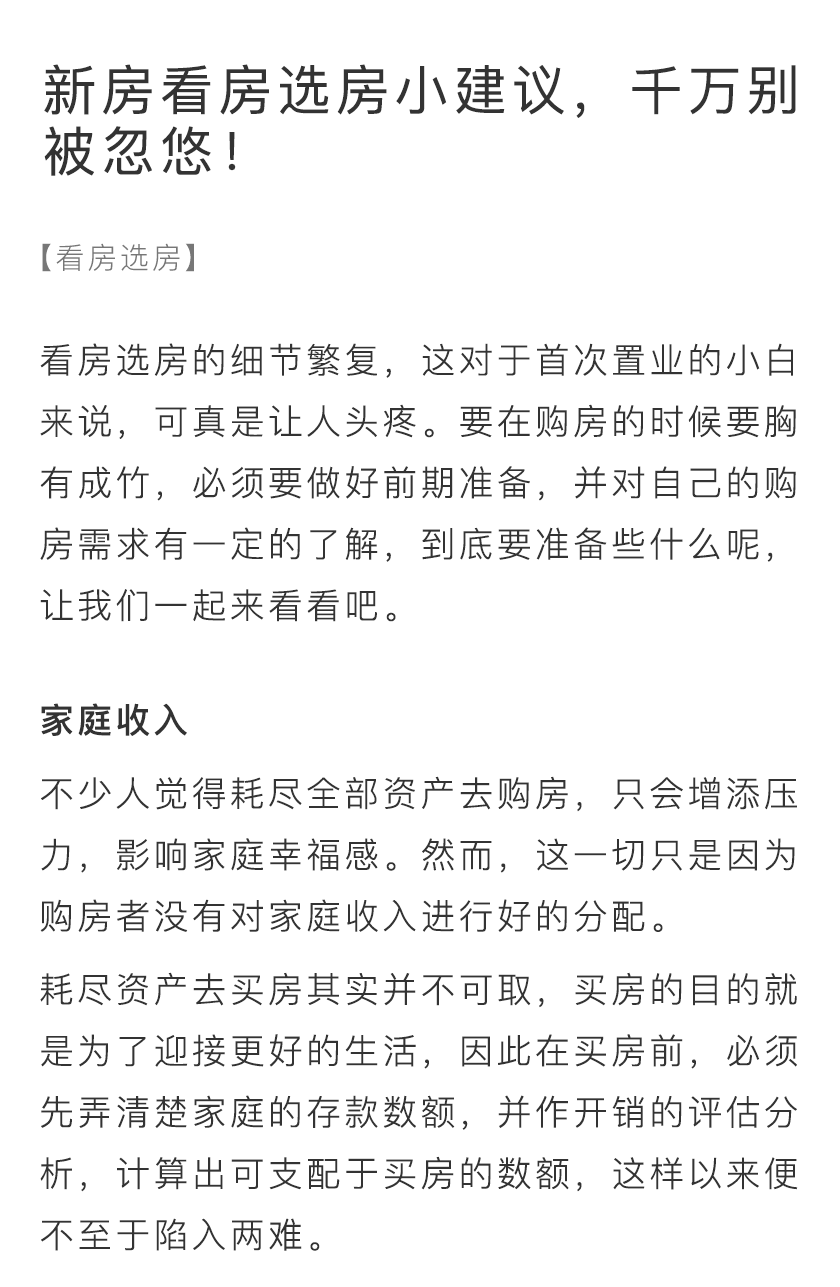 新房看房选房小建议，千万别
被忽悠！
【看房选房】
看房选房的细节繁复，这对于首次置业的小白
来说，可真是让人头疼。要在购房的时候要胸
有成竹，必须要做好前期准备，并对自己的购
房需求有一定的了解，到底要准备些什么呢，
让我们一起来看看吧。
家庭收入
不少人觉得耗尽全部资产去购房，只会增添压
力，影响家庭幸福感。然而，这一切只是因为
购房者没有对家庭收入进行好的分配。
耗尽资产去买房其实并不可取，买房的目的就
是为了迎接更好的生活，因此在买房前，必须
先弄清楚家庭的存款数额，并作开销的评估分
析，计算出可支配于买房的数额，这样以来便
不至于陷入两难。